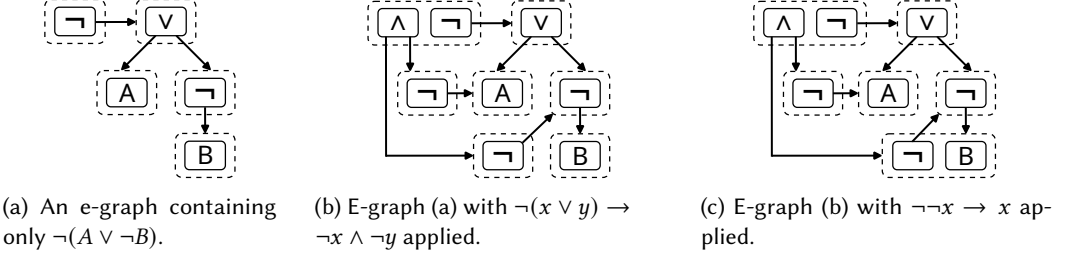 ¬ ∨
A ¬
B
(a) An e-graph containing
only ¬(A ∨ ¬B).
∧ ¬ ∨
¬ A ¬
¬ B
(b) E-graph (a) with ¬(x ∨ y) →
¬x ∧ ¬y applied.
∧ ¬ ∨
¬ A ¬
¬ B
(c) E-graph (b) with ¬¬x → x ap-
plied.